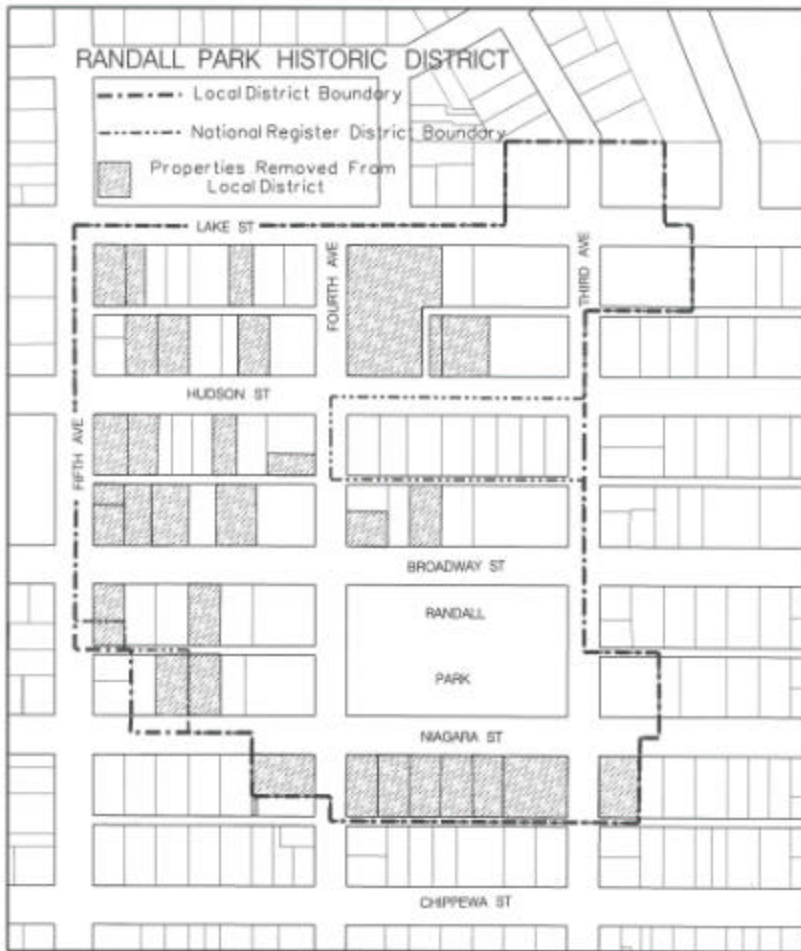 RANDALL PARK HISTORIC DISTRICT
Local District Boundary
National Register District Boundary
Properties Removed From
Local District
LAKE ST
FOURTH AVE
THIRD AVE
HUDSON ST
FIFTH AVE
BROADWAY ST
RANDALL
PARK
NIAGARA ST
CHIPPEWA ST